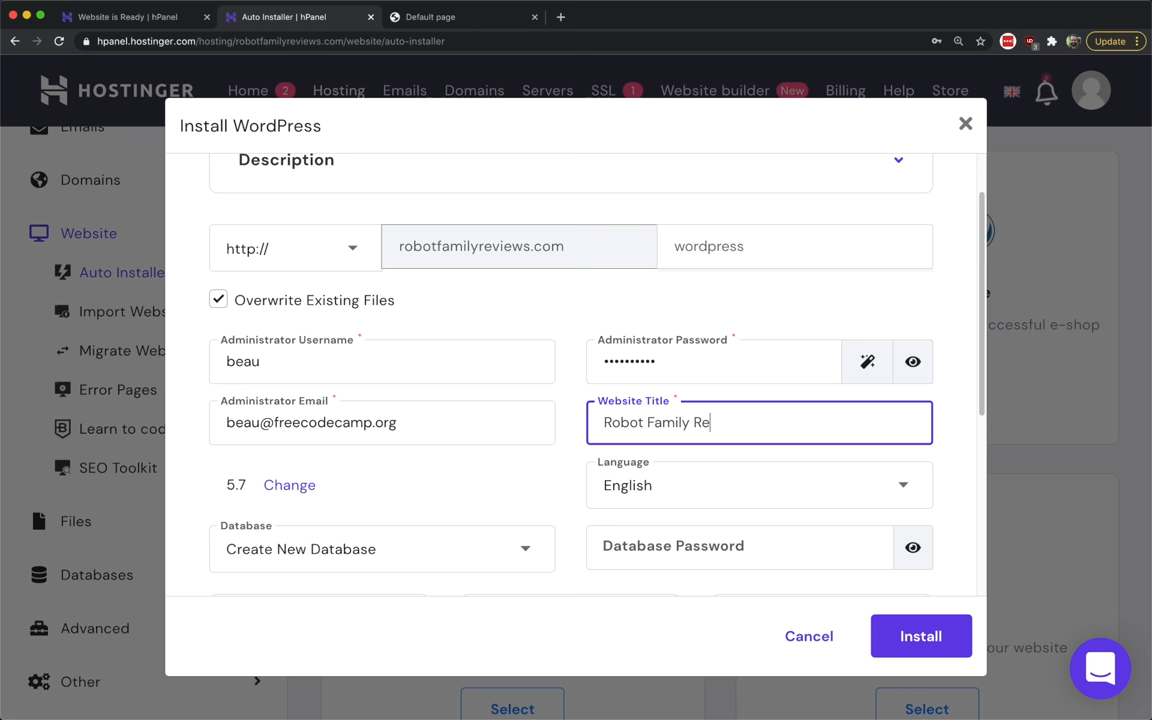 Website is Ready | hPanel
Auto Installer | hPanel
Default page
hpanel.hostinger.com/hosting/robotfamilyreviews.com/website/auto-installer
Update
HOSTINGER
Home 2
Hosting
Emails
Domains
Servers
SSL 1
Website builder New
Billing
Help
Store
Emails
Domains
Website
Auto Installe
Import Webs
Migrate Web
Error Pages
Learn to cod
SEO Toolkit
Files
Databases
Advanced
Other
Install WordPress
Description
http://
robotfamilyreviews.com
wordpress
Overwrite Existing Files
Administrator Username *
beau
Administrator Password *
••••••••••
Administrator Email *
beau@freecodecamp.org
Website Title *
Robot Family Re
5.7 Change
Language
English
Database
Create New Database
Database Password
Cancel
Install
e
ccessful e-shop
our website
Select
Select